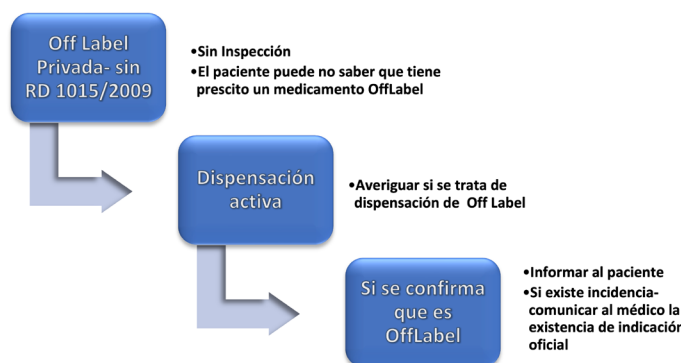 Off Label
Privada- sin
RD 1015/2009
•Sin Inspección
•El paciente puede no saber que tiene
prescito un medicamento OffLabel
Dispensación
activa
•Averiguar si se trata de
dispensación de Off Label
Si se confirma
que es
OffLabel
•Informar al paciente
•Si existe incidencia-
comunicar al médico la
existencia de indicación
oficial